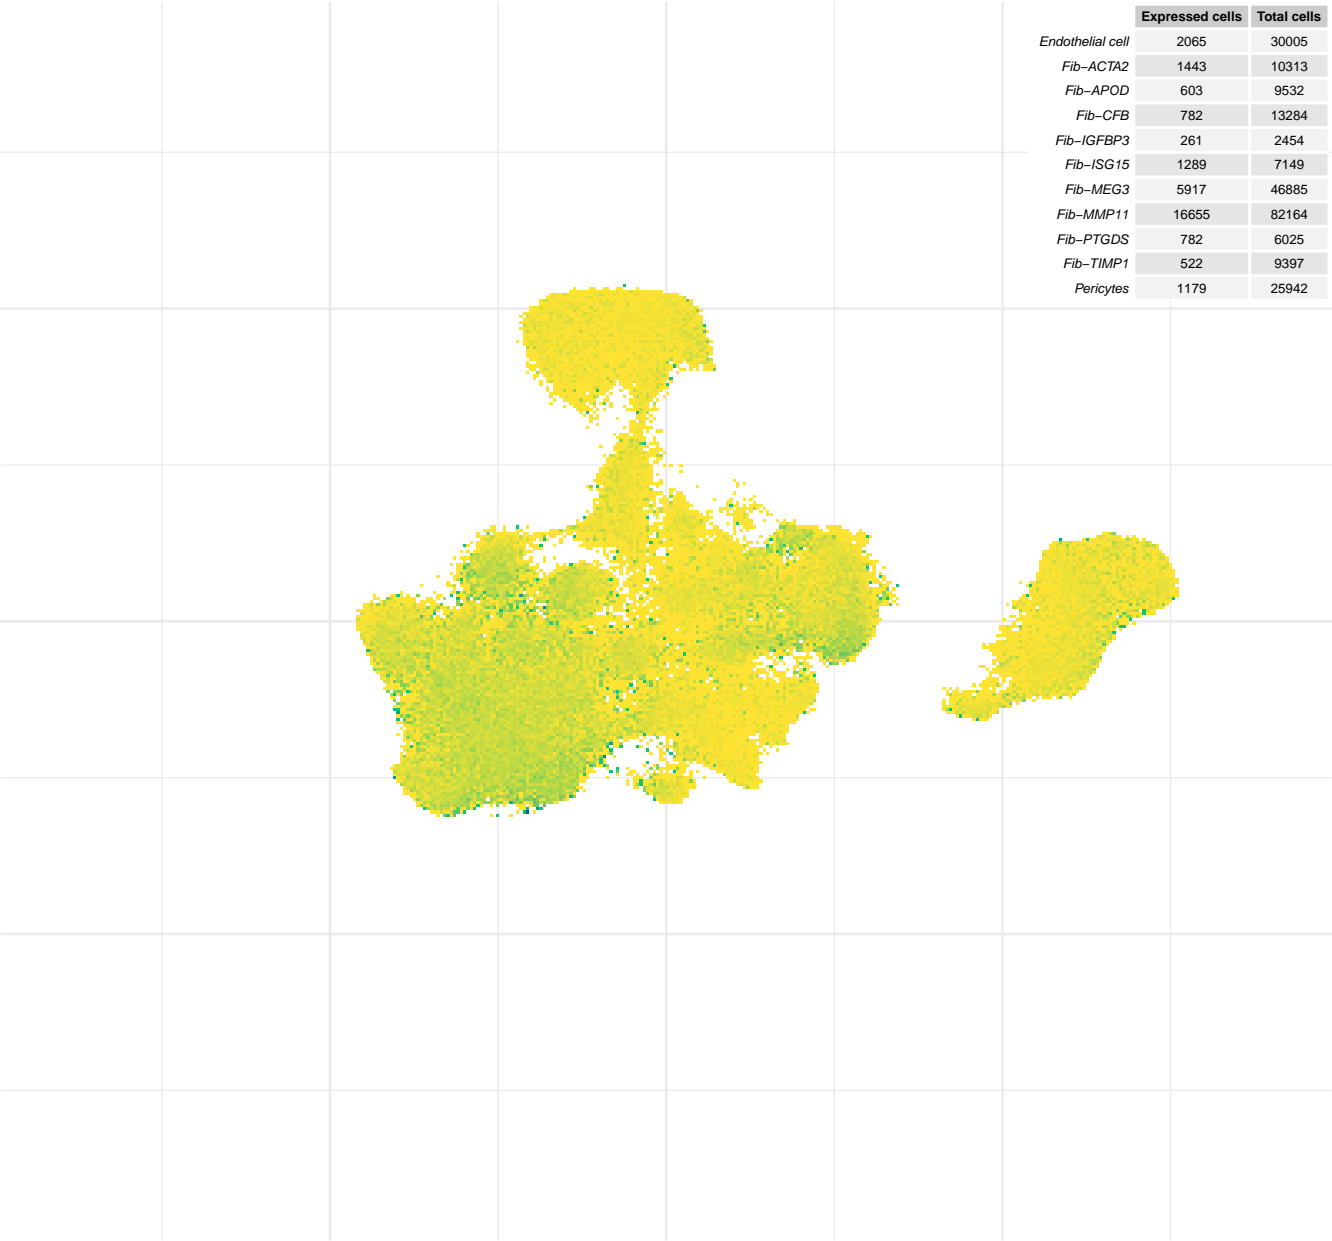 Expressed cells Total cells
Endothelial cell 2065 30005
Fib−ACTA2 1443 10313
Fib−APOD 603 9532
Fib−CFB 782 13284
Fib−IGFBP3 261 2454
Fib−ISG15 1289 7149
Fib−MEG3 5917 46885
Fib−MMP11 16655 82164
Fib−PTGDS 782 6025
Fib−TIMP1 522 9397
Pericytes 1179 25942